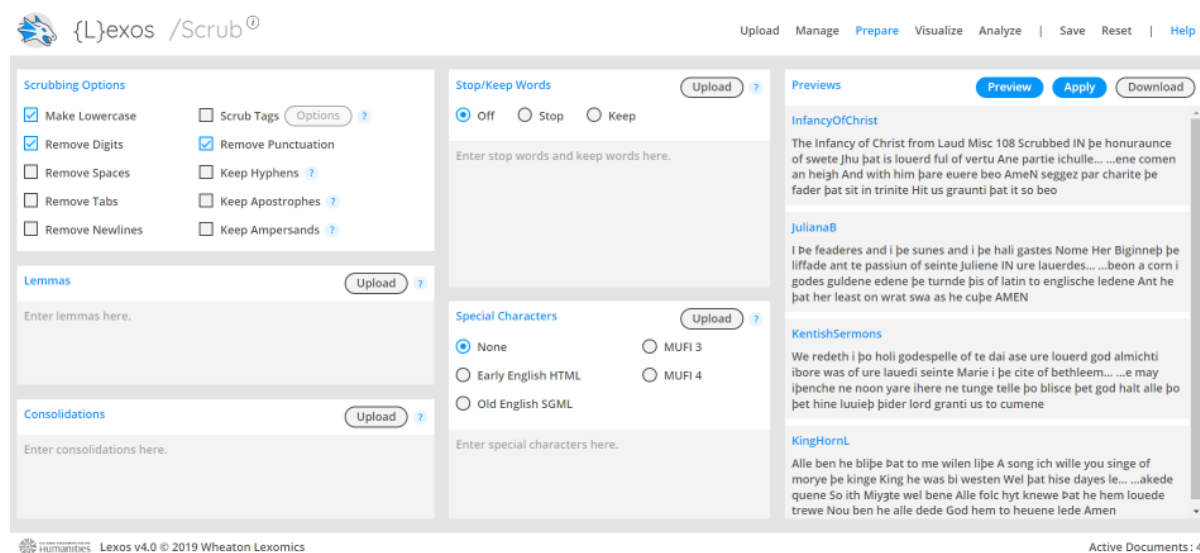 {L}exos /Scrub i
Upload Manage Prepare Visualize Analyze | Save Reset | Help
Scrubbing Options
Make Lowercase
Scrub Tags Options ?
Remove Digits
Remove Punctuation
Remove Spaces
Keep Hyphens ?
Remove Tabs
Keep Apostrophes ?
Remove Newlines
Keep Ampersands ?
Lemmas Upload ?
Enter lemmas here.
Consolidations Upload ?
Enter consolidations here.
Stop/Keep Words Upload ?
Off Stop Keep
Enter stop words and keep words here.
Special Characters Upload ?
None MUFI 3
Early English HTML MUFI 4
Old English SGML
Enter special characters here.
Previews Preview Apply Download
InfancyOfChrist
The Infancy of Christ from Laud Misc 108 Scrubbed IN þe honuraunce
of swete Jhu þat is louerd ful of vertu Ane partie ichulle... ...ene comen
an heiȝh And with him þare euere beo AmeN seggez par charite þe
fader þat sit in trinite Hit us graunti þat it so beo
JulianaB
I Þe feaderes and i þe sunes and i þe hali gastes Nome Her Biginneþ þe
liffade ant te passiun of seinte Juliene IN ure lauerdes... ...beon a corn i
godes guldene edene þe turnde þis of latin to englische ledene Ant he
þat her least on wrat swa as he cuþe AMEN
KentishSermons
We redeth i þo holi godespelle of te dai ase ure louerd god almichti
ibore was of ure lauedi seinte Marie i þe cite of bethleem... ...e may
iþenche ne noon yare ihere ne tunge telle þo blisce þet god halt alle þo
þet hine luuieþ þider lord granti us to cumene
KingHornL
Alle ben he bliþe Þat to me wilen liþe A song ich wille you singe of
morye þe kinge King he was bi westen Wel þat hise dayes le... ...akede
quene So ith Miyȝte wel bene Alle folc hyt knewe Þat he hem louede
trewe Nou ben he alle dede God hem to heuene lede Amen
Humanities Lexos v4.0 © 2019 Wheaton Lexomics
Active Documents: 4